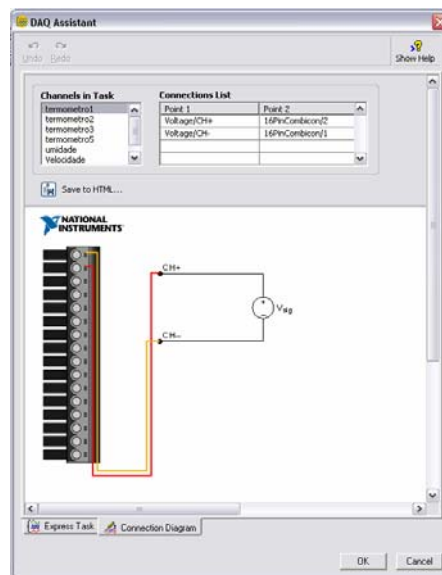 DAQ Assistant
Undo Redo
Show Help
Channels in Task
termometro1
termometro2
termometro3
termometro5
umidade
Velocidade
Connections List
Point 1 Point 2
Voltage/CH+ 16PinCombicon/2
Voltage/CH- 16PinCombicon/1
Save to HTML...
NATIONAL
INSTRUMENTS
CH+
Vsig
CH-
Express Task Connection Diagram
OK Cancel